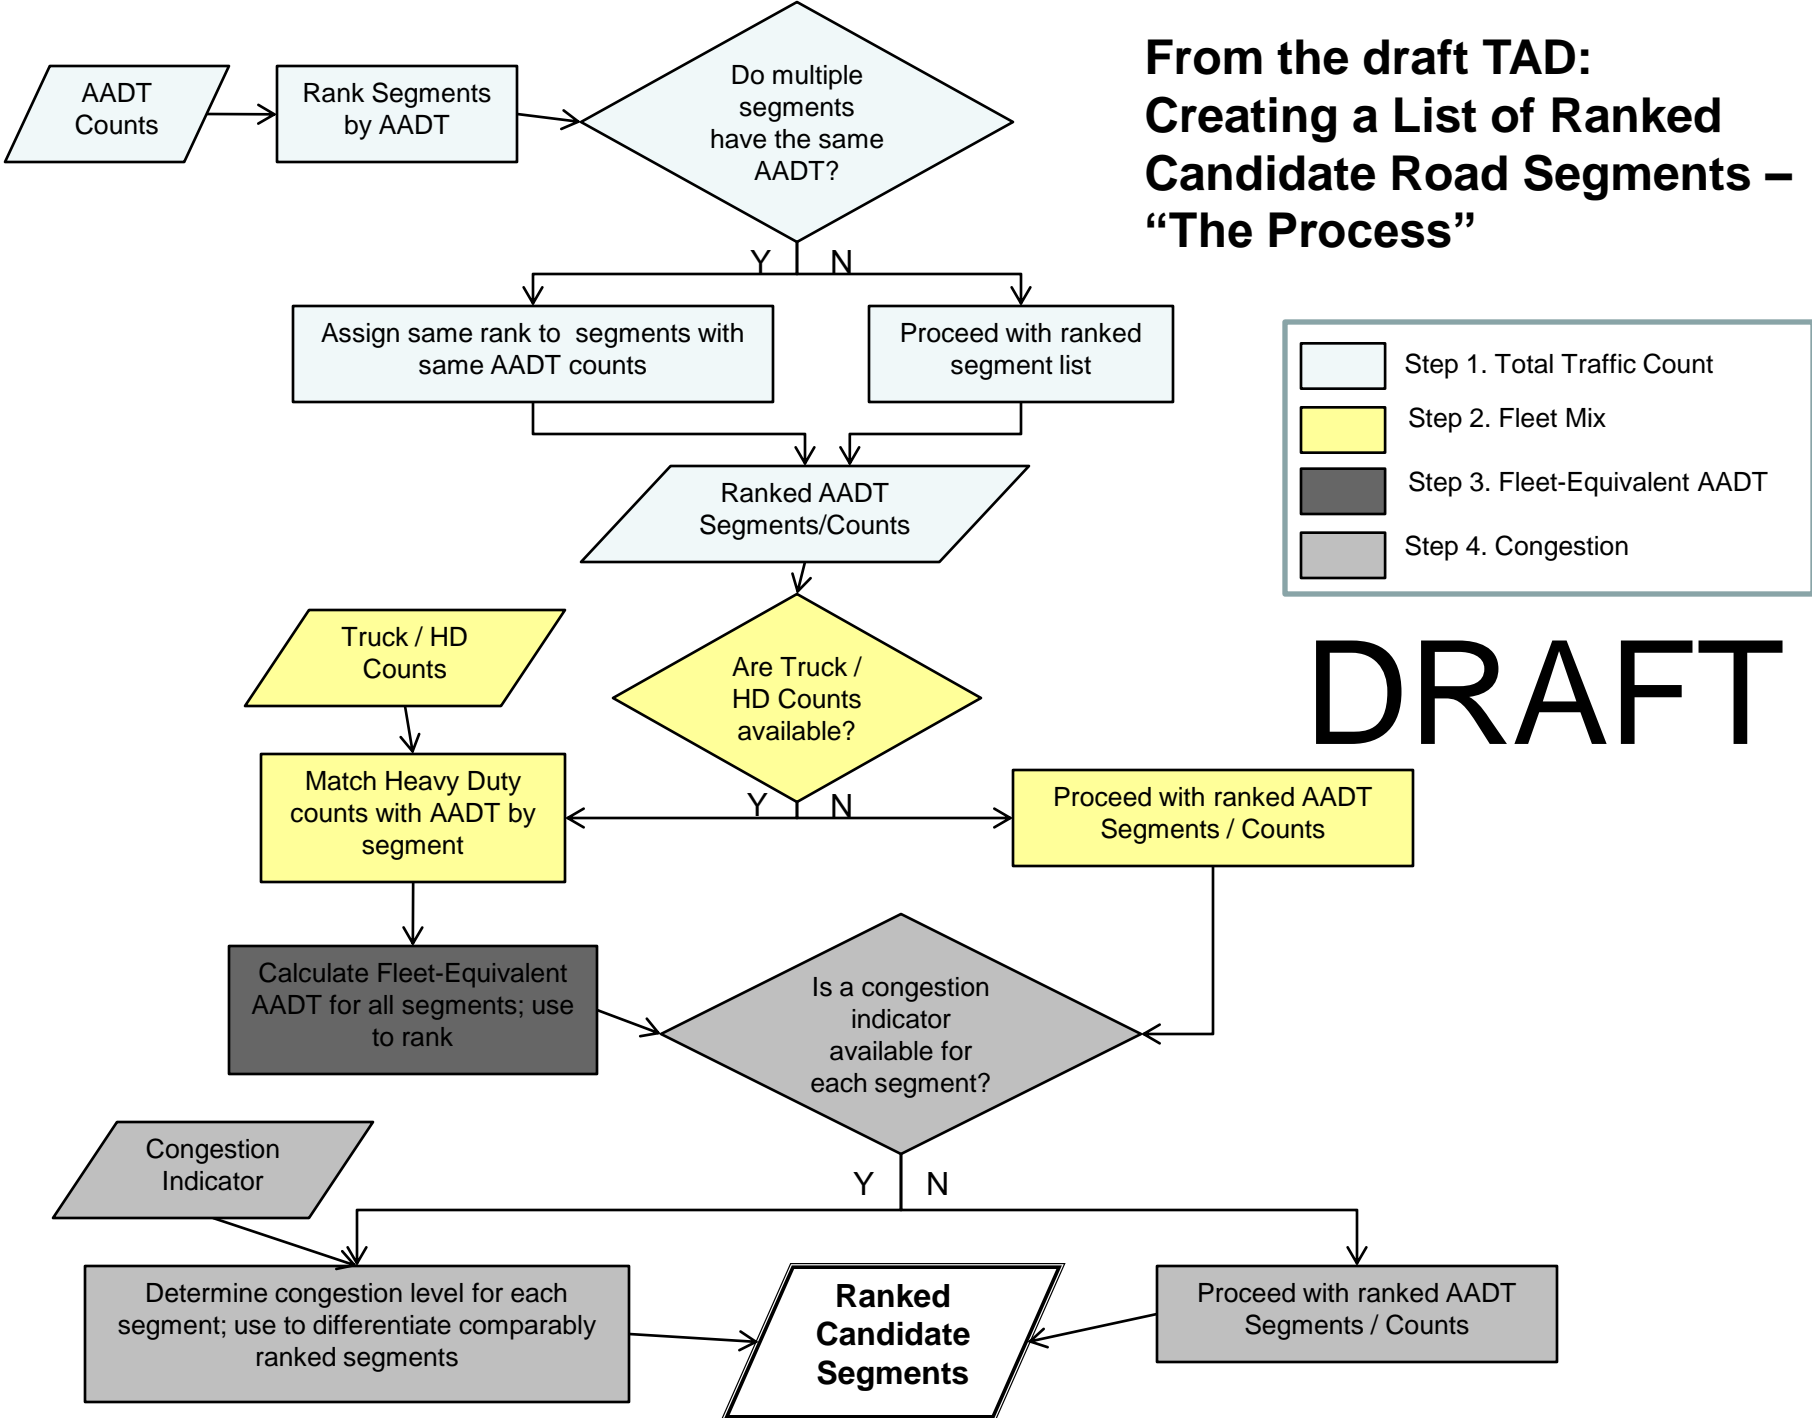 From the draft TAD:
Creating a List of Ranked
Candidate Road Segments –
“The Process”
AADT
Counts
Rank Segments
by AADT
Do multiple
segments
have the same
AADT?
Y N
Assign same rank to segments with
same AADT counts
Proceed with ranked
segment list
Step 1. Total Traffic Count
Step 2. Fleet Mix
Step 3. Fleet-Equivalent AADT
Step 4. Congestion
Ranked AADT
Segments/Counts
DRAFT
Truck / HD
Counts
Are Truck /
HD Counts
available?
Y N
Match Heavy Duty
counts with AADT by
segment
Proceed with ranked AADT
Segments / Counts
Calculate Fleet-Equivalent
AADT for all segments; use
to rank
Is a congestion
indicator
available for
each segment?
Y N
Congestion
Indicator
Determine congestion level for each
segment; use to differentiate comparably
ranked segments
Ranked
Candidate
Segments
Proceed with ranked AADT
Segments / Counts